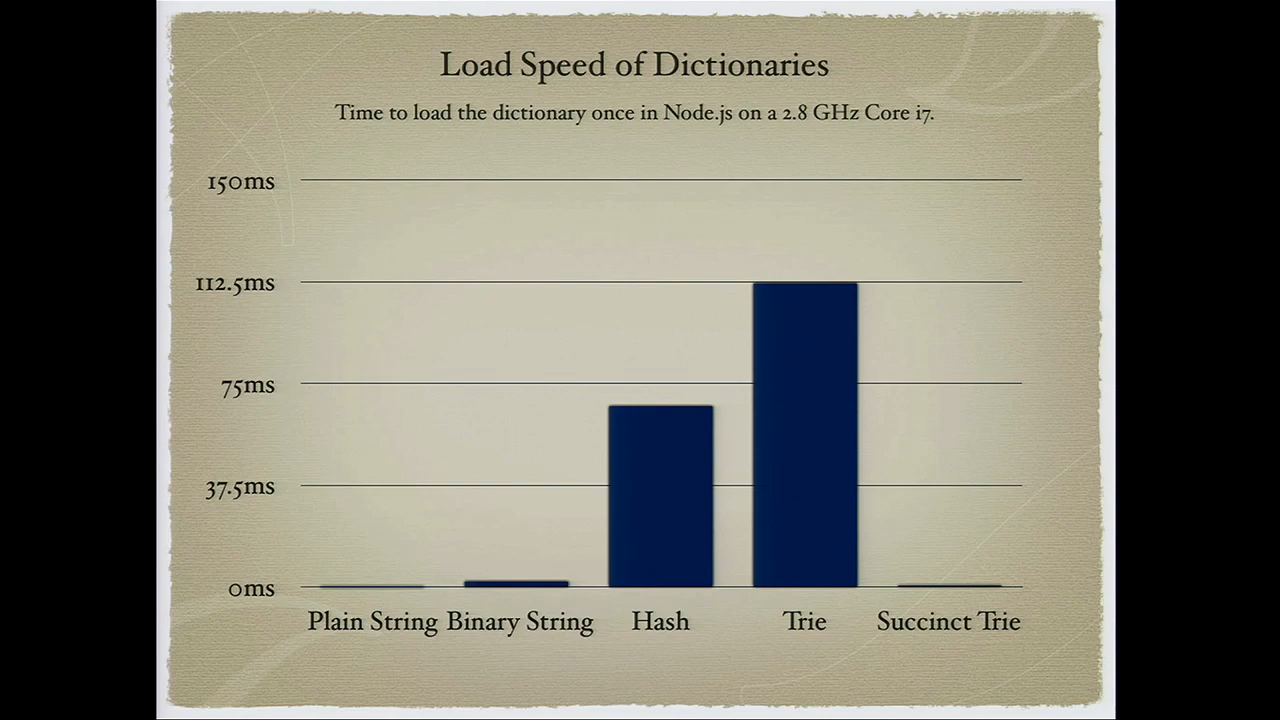 Load Speed of Dictionaries
Time to load the dictionary once in Node.js on a 2.8 GHz Core i7.
150ms
112.5ms
75ms
37.5ms
0ms
Plain String Binary String Hash Trie Succinct Trie